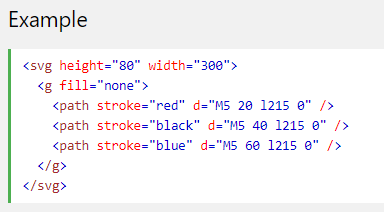 Example
<svg height="80" width="300">
<g fill="none">
<path stroke="red" d="M5 20 l215 0" />
<path stroke="black" d="M5 40 l215 0" />
<path stroke="blue" d="M5 60 l215 0" />
</g>
</svg>